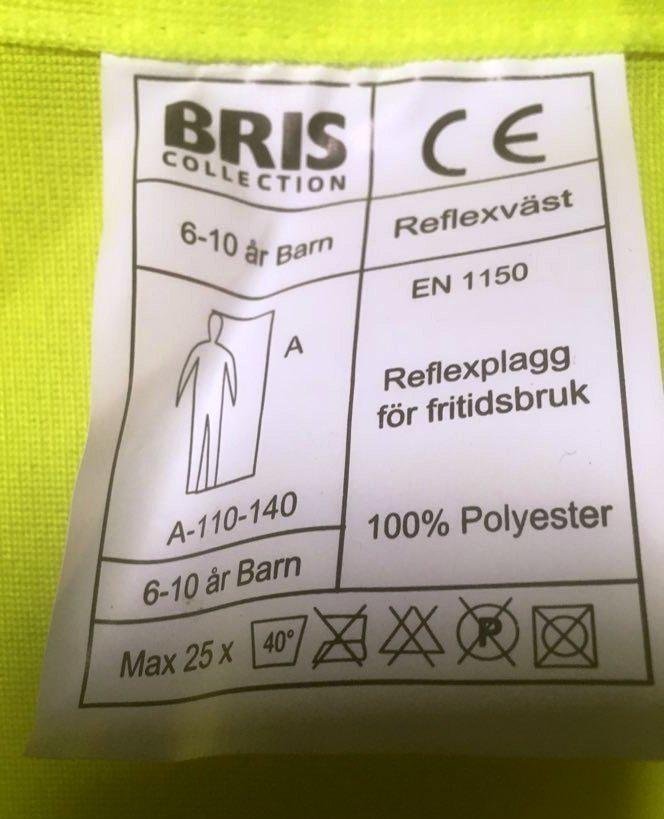 BRIS
COLLECTION
CE
6-10 år Barn
Reflexväst
EN 1150
A
Reflexplagg
för fritidsbruk
A-110-140
100% Polyester
6-10 år Barn
Max 25 x 40° P